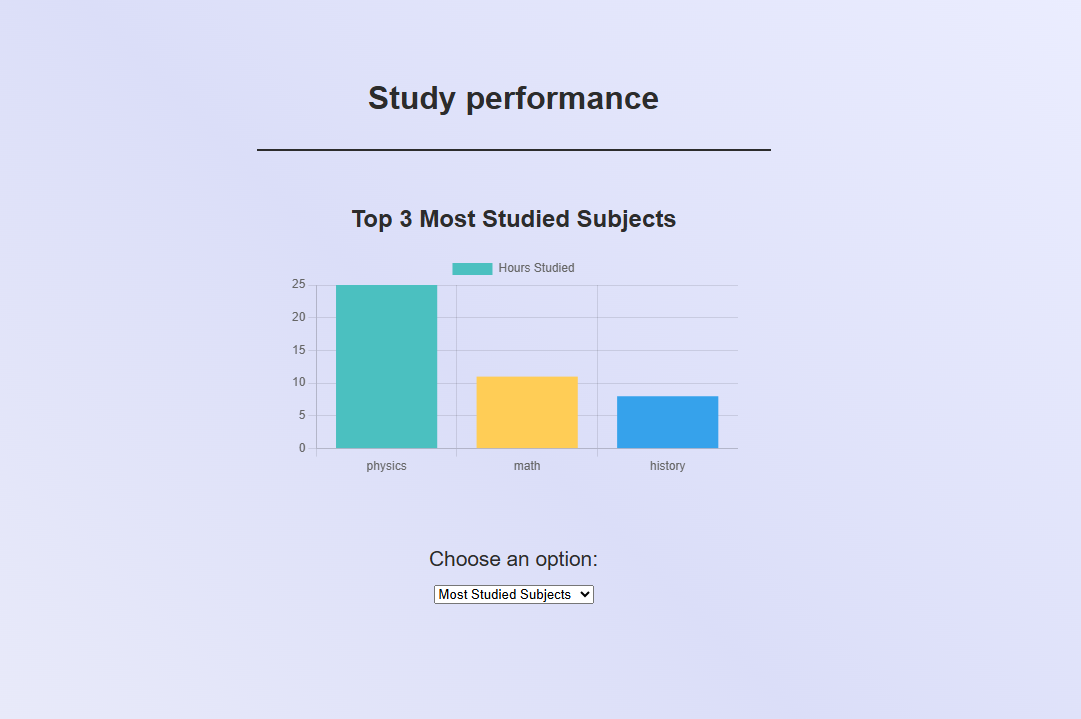 Study performance
Top 3 Most Studied Subjects
Hours Studied
25
20
15
10
5
0
physics math history
Choose an option:
Most Studied Subjects